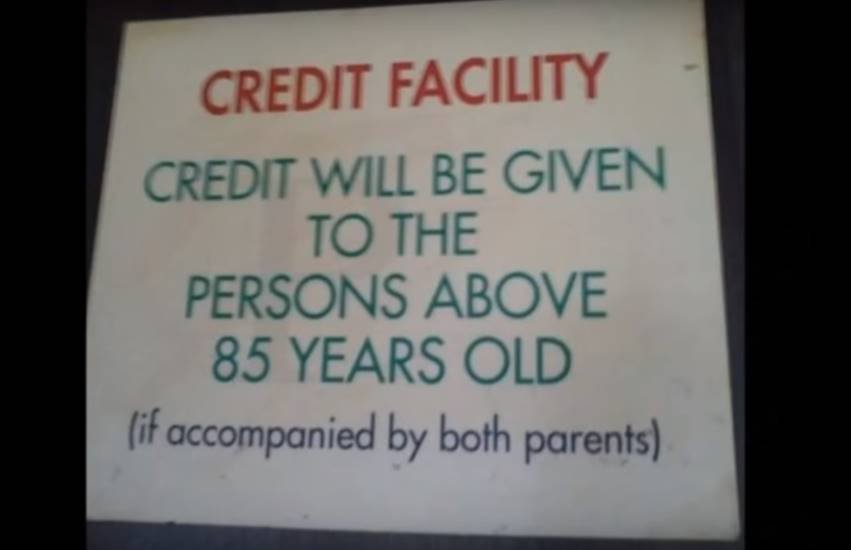 CREDIT FACILITY
CREDIT WILL BE GIVEN
TO THE
PERSONS ABOVE
85 YEARS OLD
(if accompanied by both parents)